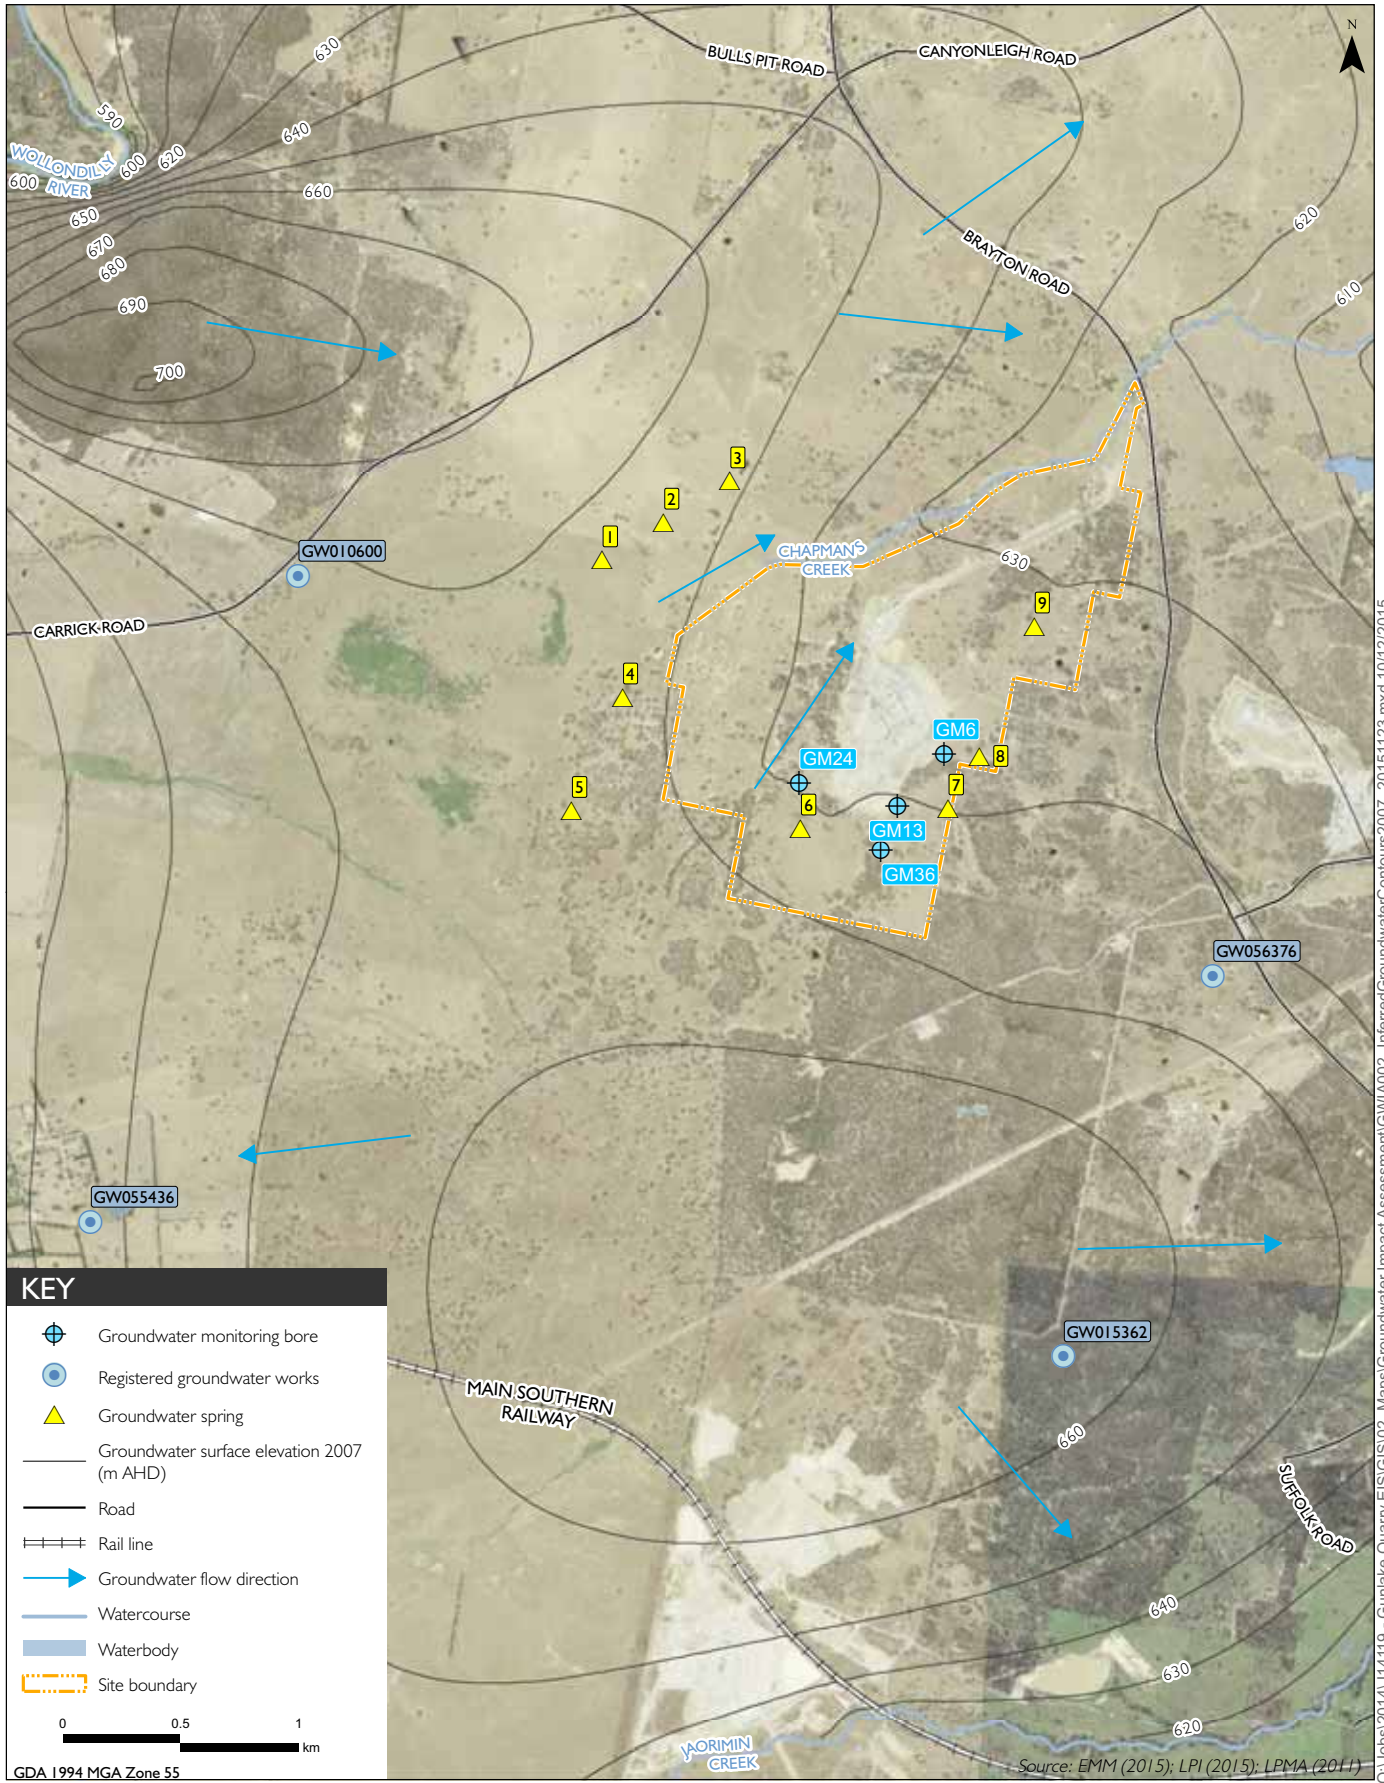 N
630
BULLS PIT ROAD
CANYONLEIGH ROAD
590
640
WOLLONDILLY
RIVER
600
620
600
660
650
620
BRAYTON ROAD
670
680
610
690
700
3
2
1
GW010600
CHAPMANS
CREEK
630
9
CARRICK ROAD
4
GM6
8
GM24
5
6
7
GM13
GM36
GW056376
GW055436
GW015362
MAIN SOUTHERN
RAILWAY
660
SUFFOLK ROAD
640
630
620
JAORIMIN
CREEK
KEY
Groundwater monitoring bore
Registered groundwater works
Groundwater spring
Groundwater surface elevation 2007
(m AHD)
Road
Rail line
Groundwater flow direction
Watercourse
Waterbody
Site boundary
0 0.5 1
km
GDA 1994 MGA Zone 55
Source: EMM (2015); LPI (2015); LPMA (2011)